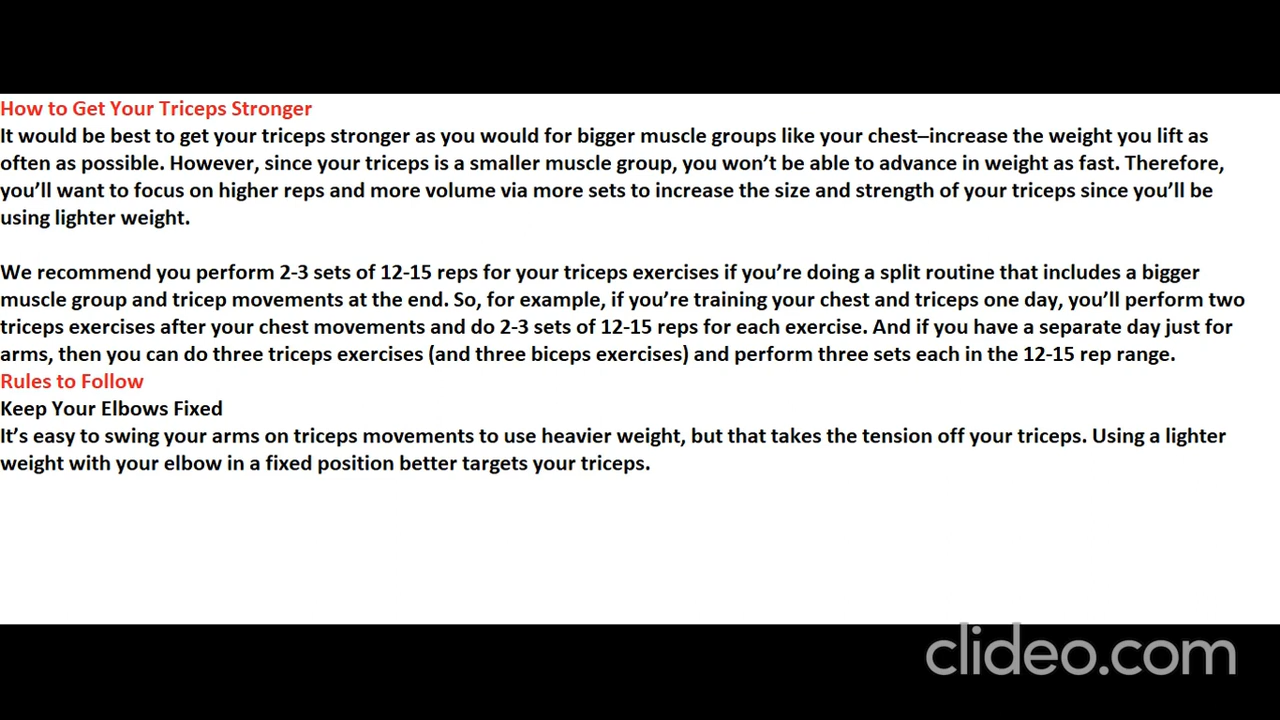 How to Get Your Triceps Stronger
It would be best to get your triceps stronger as you would for bigger muscle groups like your chest–increase the weight you lift as
often as possible. However, since your triceps is a smaller muscle group, you won’t be able to advance in weight as fast. Therefore,
you’ll want to focus on higher reps and more volume via more sets to increase the size and strength of your triceps since you’ll be
using lighter weight.
We recommend you perform 2-3 sets of 12-15 reps for your triceps exercises if you’re doing a split routine that includes a bigger
muscle group and tricep movements at the end. So, for example, if you’re training your chest and triceps one day, you’ll perform two
triceps exercises after your chest movements and do 2-3 sets of 12-15 reps for each exercise. And if you have a separate day just for
arms, then you can do three triceps exercises (and three biceps exercises) and perform three sets each in the 12-15 rep range.
Rules to Follow
Keep Your Elbows Fixed
It’s easy to swing your arms on triceps movements to use heavier weight, but that takes the tension off your triceps. Using a lighter
weight with your elbow in a fixed position better targets your triceps.
clideo.com